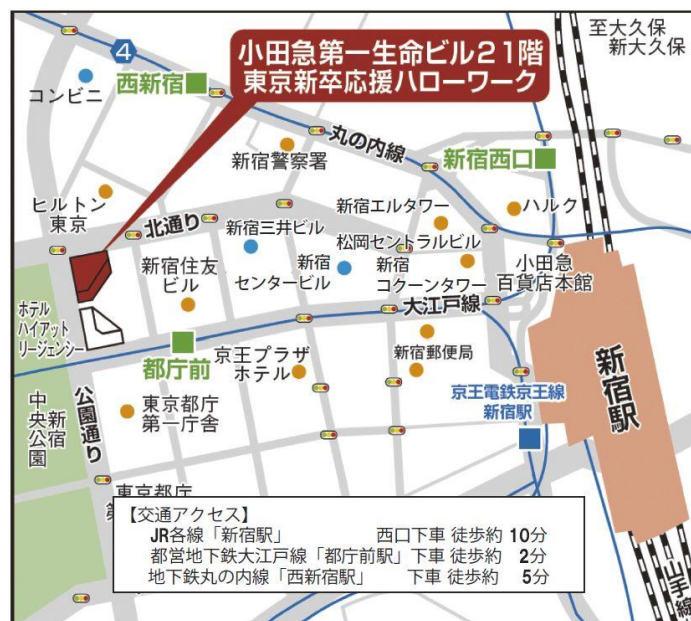 至大久保
新大久保
小田急第一生命ビル21階
東京新卒応援ハローワーク
4
コンビニ
西新宿
丸の内線
新宿警察署
新宿西口
ヒルトン
東京
北通り
新宿三井ビル
新宿エルタワー
ハルク
松岡セントラルビル
新宿住友
ビル
新宿
センタービル
新宿
コクーンタワー
小田急
百貨店本館
大江戸線
ホテル
ハイアット
リージェンシー
都庁前
京王プラザ
ホテル
新宿郵便局
新宿駅
京王電鉄京王線
新宿駅
公園通り
新宿
中央公園
東京都庁
第一庁舎
東京都庁
【交通アクセス】
JR各線「新宿駅」 西口下車 徒歩約 10分
都営地下鉄大江戸線「都庁前駅」下車 徒歩約 2分
地下鉄丸の内線「西新宿駅」 下車 徒歩約 5分
山手線